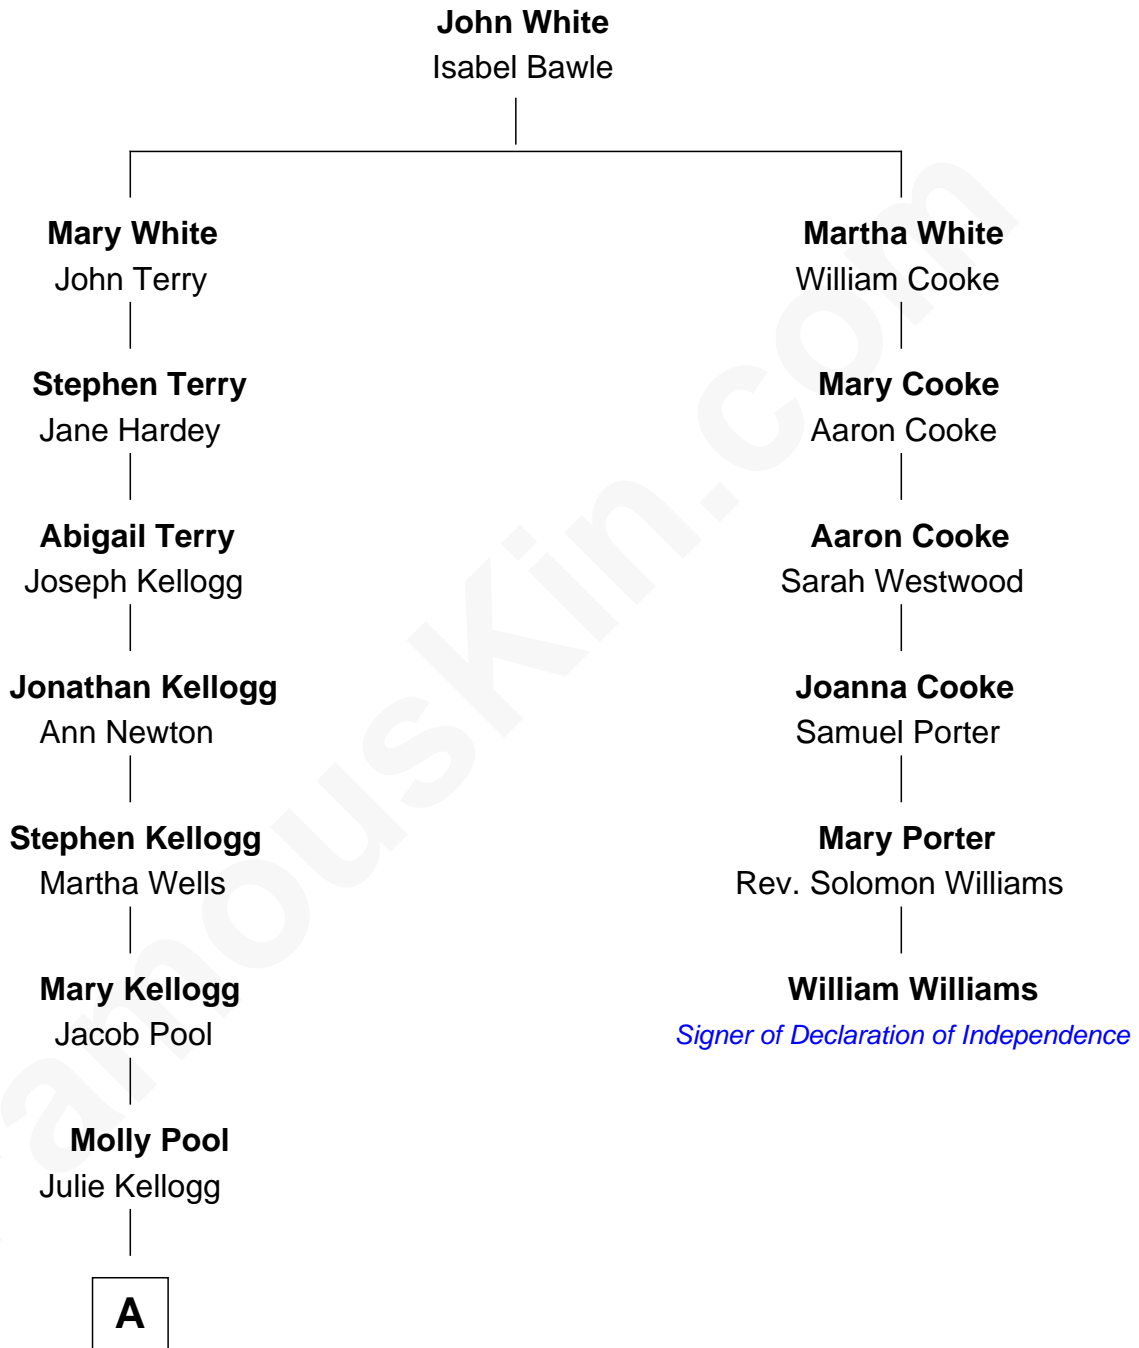 John White
Isabel Bawle
Mary White
John Terry
Martha White
William Cooke
Stephen Terry
Jane Hardey
Mary Cooke
Aaron Cooke
Abigail Terry
Joseph Kellogg
Aaron Cooke
Sarah Westwood
Jonathan Kellogg
Ann Newton
Joanna Cooke
Samuel Porter
Stephen Kellogg
Martha Wells
Mary Porter
Rev. Solomon Williams
Mary Kellogg
Jacob Pool
William Williams
Signer of Declaration of Independence
Molly Pool
Julie Kellogg
A
amouskin.com